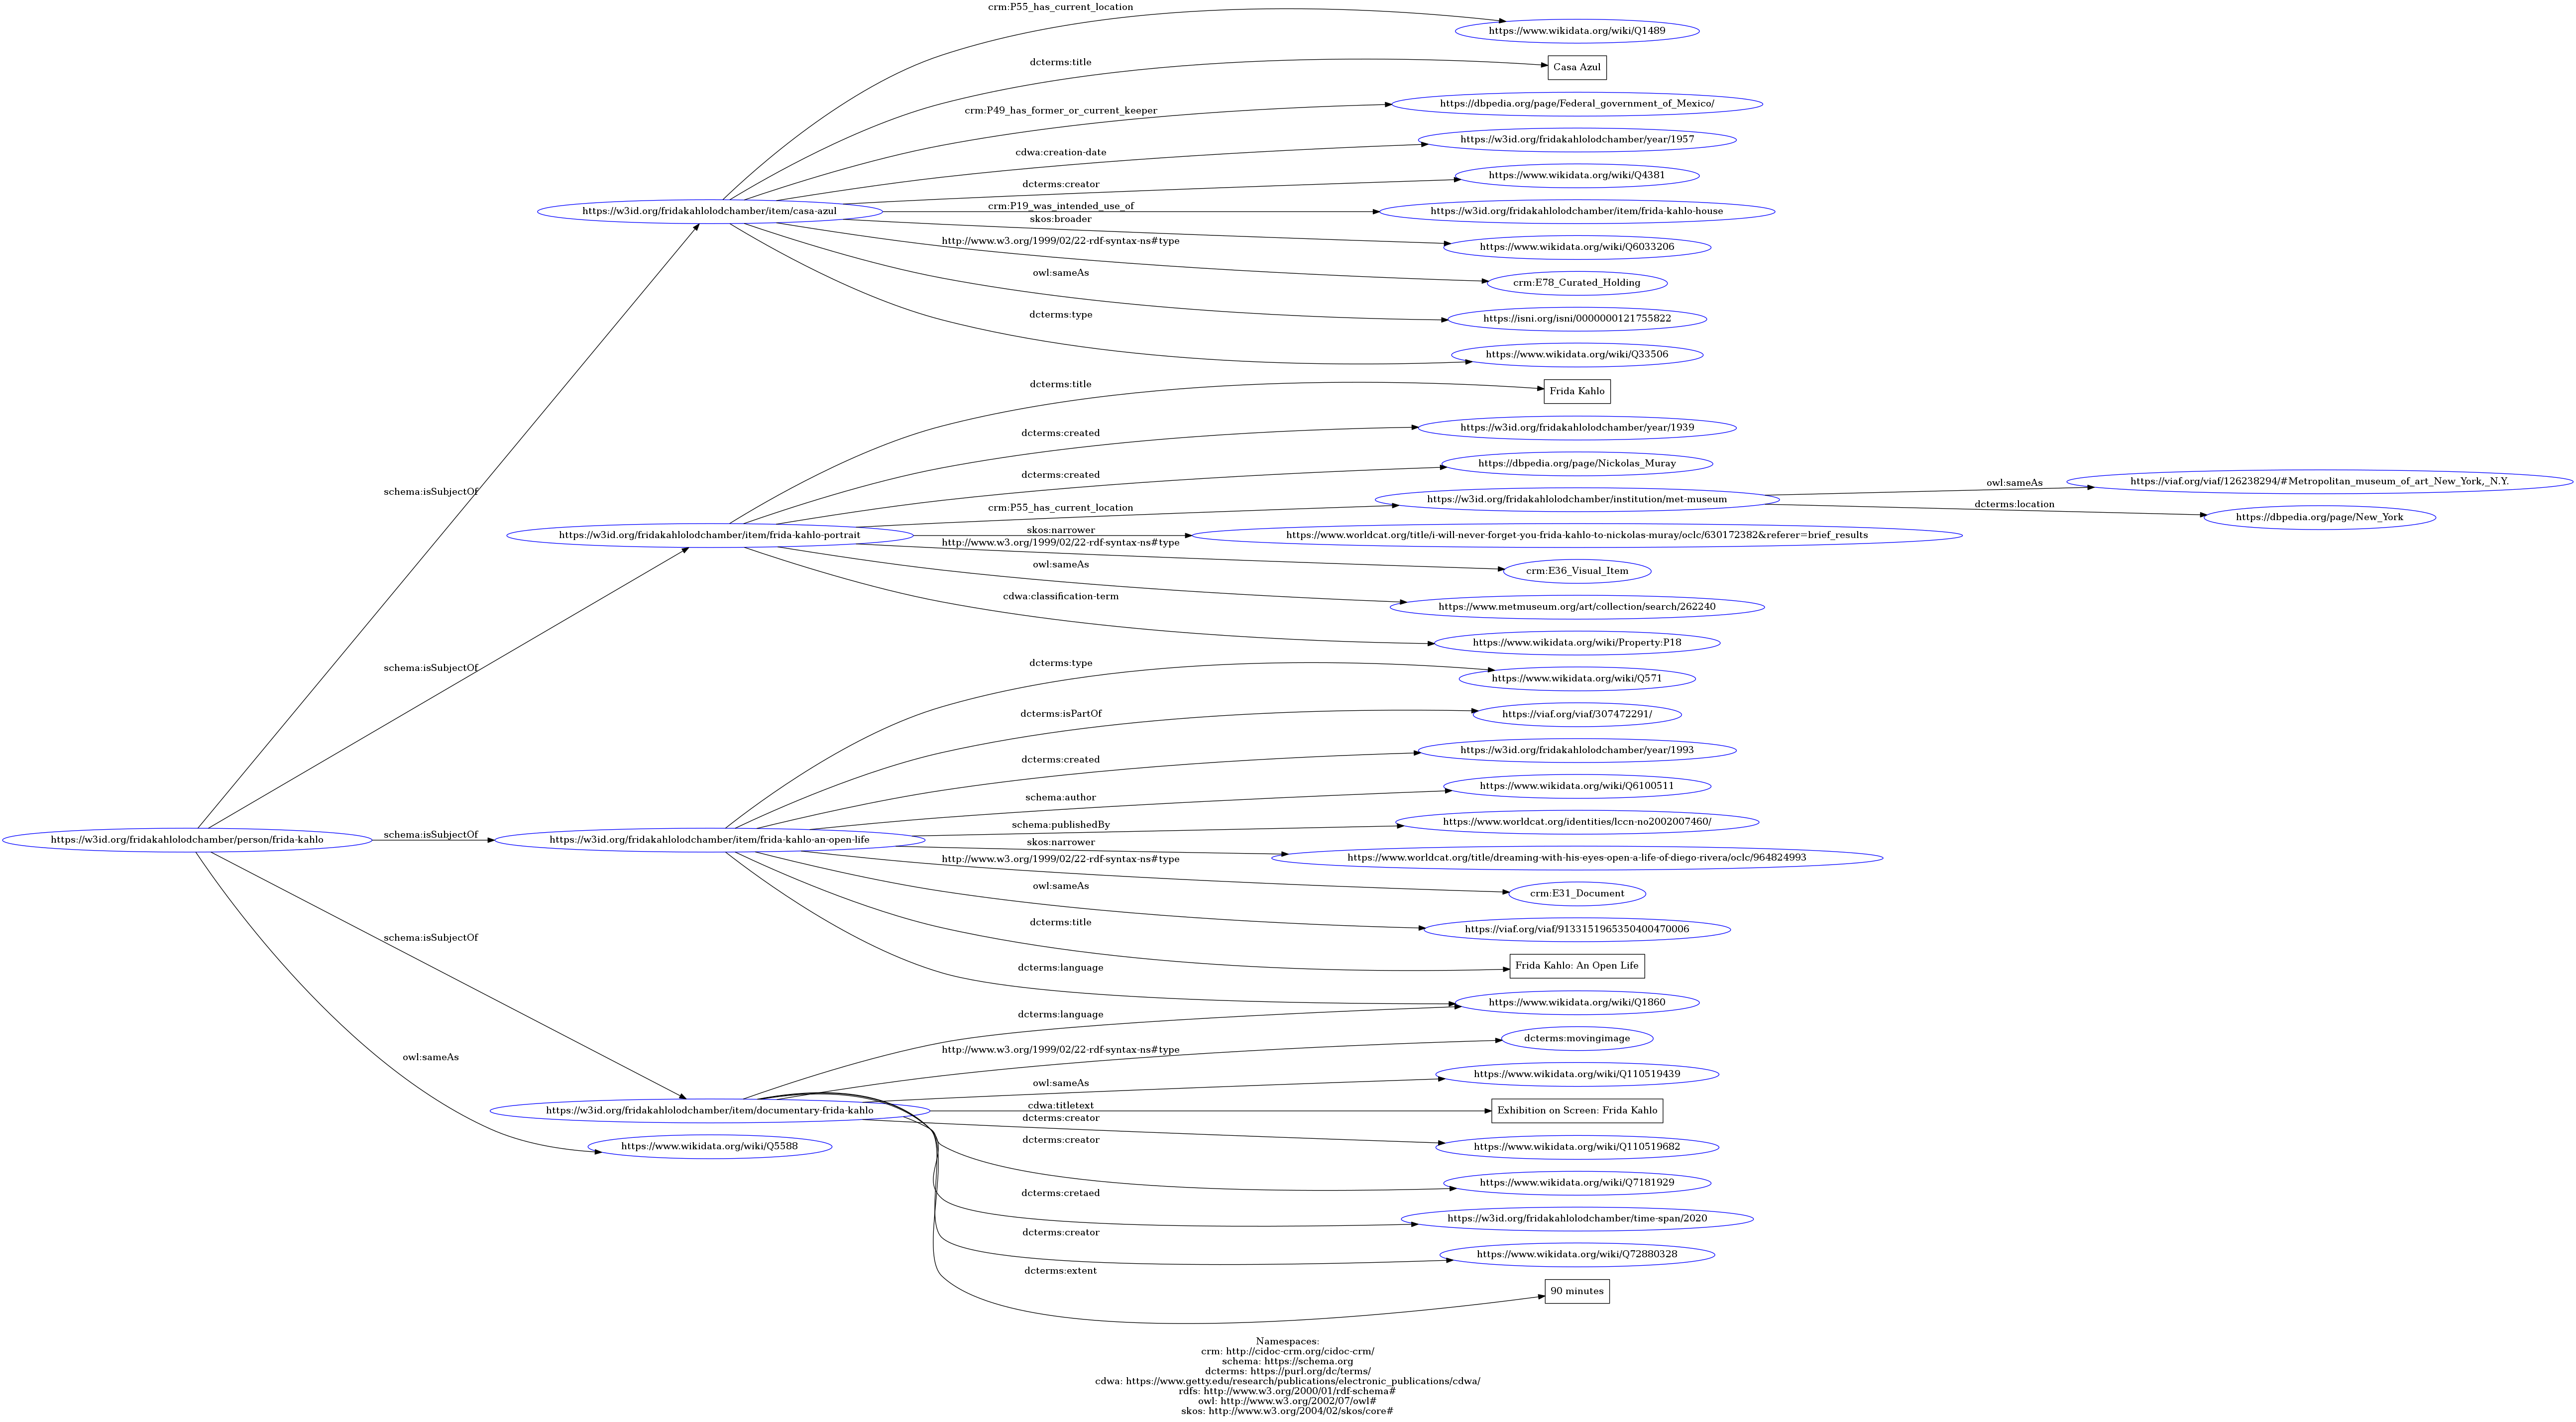 crm:P55_has_current_location
https://www.wikidata.org/wiki/Q1489
dcterms:title
Casa Azul
crm:P49_has_former_or_current_keeper
https://dbpedia.org/page/Federal_government_of_Mexico/
cdwa:creation-date
https://w3id.org/fridakahlolodchamber/year/1957
dcterms:creator
https://www.wikidata.org/wiki/Q4381
https://w3id.org/fridakahlolodchamber/item/casa-azul
crm:P19_was_intended_use_of
https://w3id.org/fridakahlolodchamber/item/frida-kahlo-house
skos:broader
https://www.wikidata.org/wiki/Q6033206
http://www.w3.org/1999/02/22-rdf-syntax-ns#type
crm:E78_Curated_Holding
owl:sameAs
https://isni.org/isni/0000000121755822
dcterms:type
https://www.wikidata.org/wiki/Q33506
dcterms:title
Frida Kahlo
dcterms:created
https://w3id.org/fridakahlolodchamber/year/1939
dcterms:created
https://dbpedia.org/page/Nickolas_Muray
schema:isSubjectOf
crm:P55_has_current_location
https://w3id.org/fridakahlolodchamber/institution/met-museum
owl:sameAs
https://viaf.org/viaf/126238294/#Metropolitan_museum_of_art_New_York,_N.Y.
dcterms:location
https://dbpedia.org/page/New_York
https://w3id.org/fridakahlolodchamber/item/frida-kahlo-portrait
skos:narrower
https://www.worldcat.org/title/i-will-never-forget-you-frida-kahlo-to-nickolas-muray/oclc/630172382&referer=brief_results
http://www.w3.org/1999/02/22-rdf-syntax-ns#type
crm:E36_Visual_Item
owl:sameAs
https://www.metmuseum.org/art/collection/search/262240
cdwa:classification-term
https://www.wikidata.org/wiki/Property:P18
schema:isSubjectOf
dcterms:type
https://www.wikidata.org/wiki/Q571
dcterms:isPartOf
https://viaf.org/viaf/307472291/
dcterms:created
https://w3id.org/fridakahlolodchamber/year/1993
schema:author
https://www.wikidata.org/wiki/Q6100511
schema:publishedBy
https://www.worldcat.org/identities/lccn-no2002007460/
https://w3id.org/fridakahlolodchamber/person/frida-kahlo
schema:isSubjectOf
https://w3id.org/fridakahlolodchamber/item/frida-kahlo-an-open-life
skos:narrower
https://www.worldcat.org/title/dreaming-with-his-eyes-open-a-life-of-diego-rivera/oclc/964824993
http://www.w3.org/1999/02/22-rdf-syntax-ns#type
crm:E31_Document
owl:sameAs
https://viaf.org/viaf/9133151965350400470006
dcterms:title
Frida Kahlo: An Open Life
schema:isSubjectOf
dcterms:language
https://www.wikidata.org/wiki/Q1860
dcterms:language
http://www.w3.org/1999/02/22-rdf-syntax-ns#type
dcterms:movingimage
owl:sameAs
owl:sameAs
https://www.wikidata.org/wiki/Q110519439
https://w3id.org/fridakahlolodchamber/item/documentary-frida-kahlo
cdwa:titletext
Exhibition on Screen: Frida Kahlo
dcterms:creator
https://www.wikidata.org/wiki/Q110519682
https://www.wikidata.org/wiki/Q5588
dcterms:creator
https://www.wikidata.org/wiki/Q7181929
dcterms:cretaed
https://w3id.org/fridakahlolodchamber/time-span/2020
dcterms:creator
https://www.wikidata.org/wiki/Q72880328
dcterms:extent
90 minutes
Namespaces:
crm: http://cidoc-crm.org/cidoc-crm/
schema: https://schema.org
dcterms: https://purl.org/dc/terms/
cdwa: https://www.getty.edu/research/publications/electronic_publications/cdwa/
rdfs: http://www.w3.org/2000/01/rdf-schema#
owl: http://www.w3.org/2002/07/owl#
skos: http://www.w3.org/2004/02/skos/core#